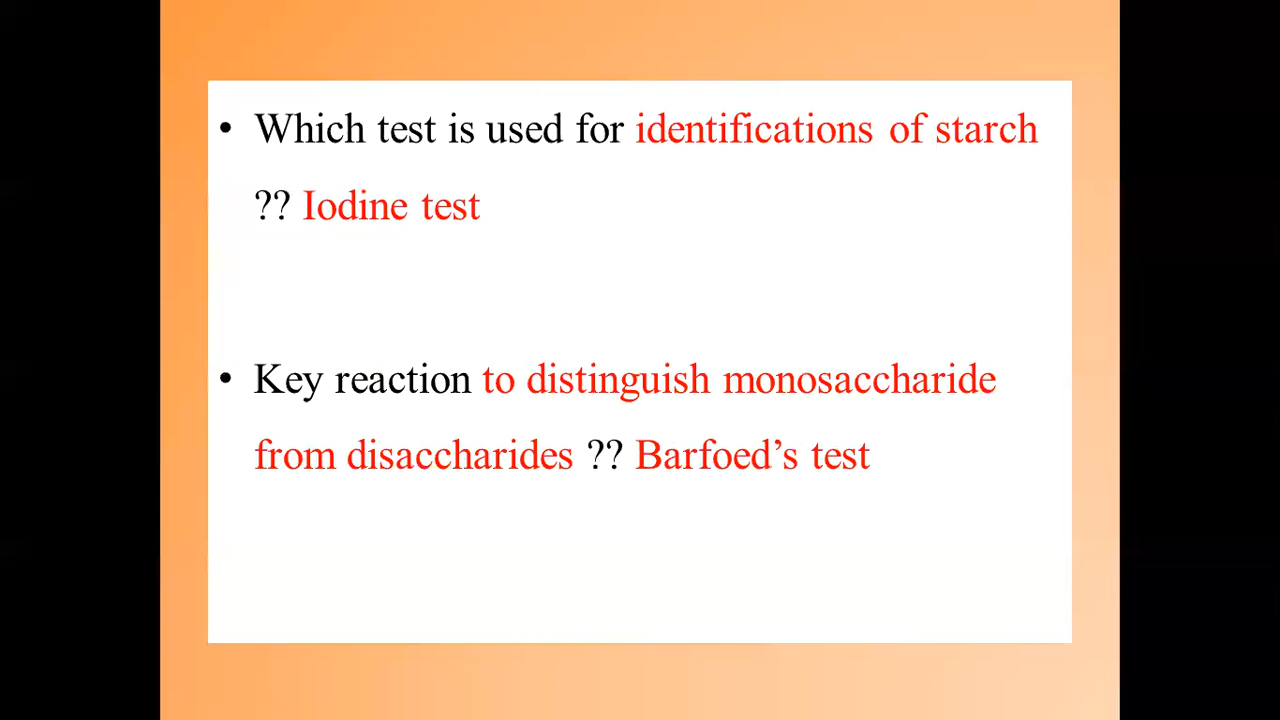 • Which test is used for identifications of starch
?? Iodine test
• Key reaction to distinguish monosaccharide
from disaccharides ?? Barfoed’s test